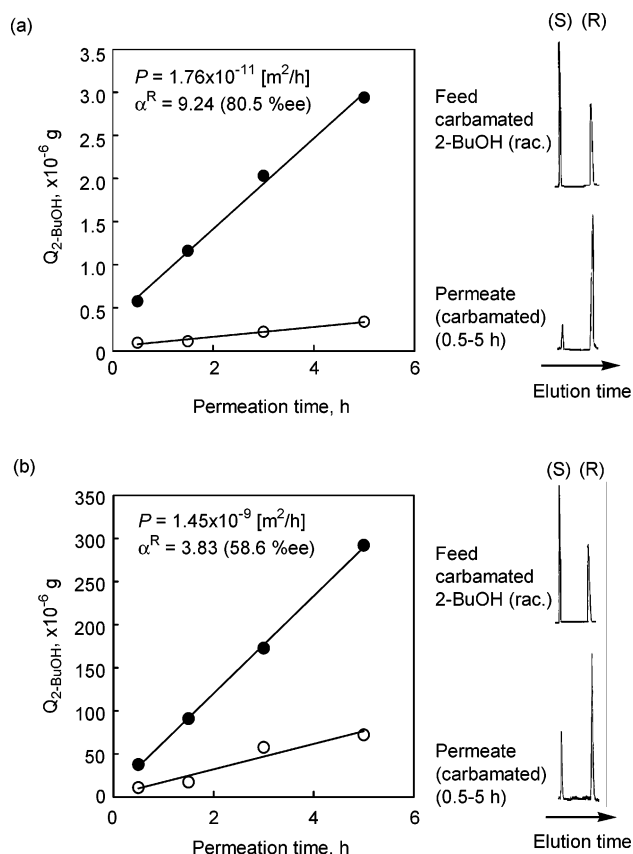 (a)
P = 1.76x10⁻¹¹ [m²/h]
αᴿ = 9.24 (80.5 %ee)
3.5
3.0
2.5
2.0
1.5
1.0
0.5
0
Q2-BuOH, x10⁻⁶ g
0 2 4 6
Permeation time, h
(S) (R)
Feed
carbamated
2-BuOH (rac.)
Permeate
(carbamated)
(0.5-5 h)
Elution time
(b)
P = 1.45x10⁻⁹ [m²/h]
αᴿ = 3.83 (58.6 %ee)
350
300
250
200
150
100
50
0
Q2-BuOH, x10⁻⁶ g
0 2 4 6
Permeation time, h
(S) (R)
Feed
carbamated
2-BuOH (rac.)
Permeate
(carbamated)
(0.5-5 h)
Elution time